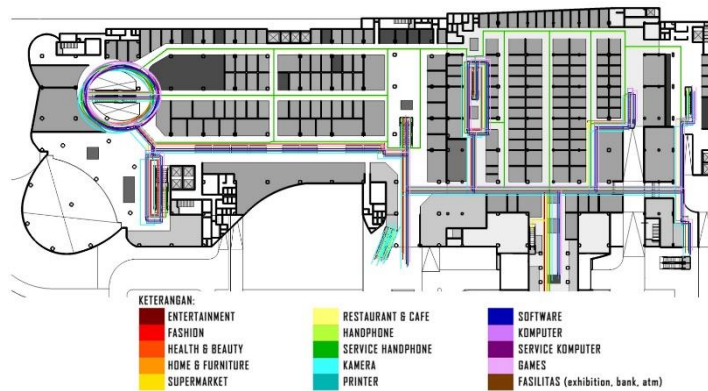 KETERANGAN:
ENTERTAINMENT
FASHION
HEALTH & BEAUTY
HOME & FURNITURE
SUPERMARKET
RESTAURANT & CAFE
HANDPHONE
SERVICE HANDPHONE
KAMERA
PRINTER
SOFTWARE
KOMPUTER
SERVICE KOMPUTER
GAMES
FASILITAS (exhibition, bank, atm)